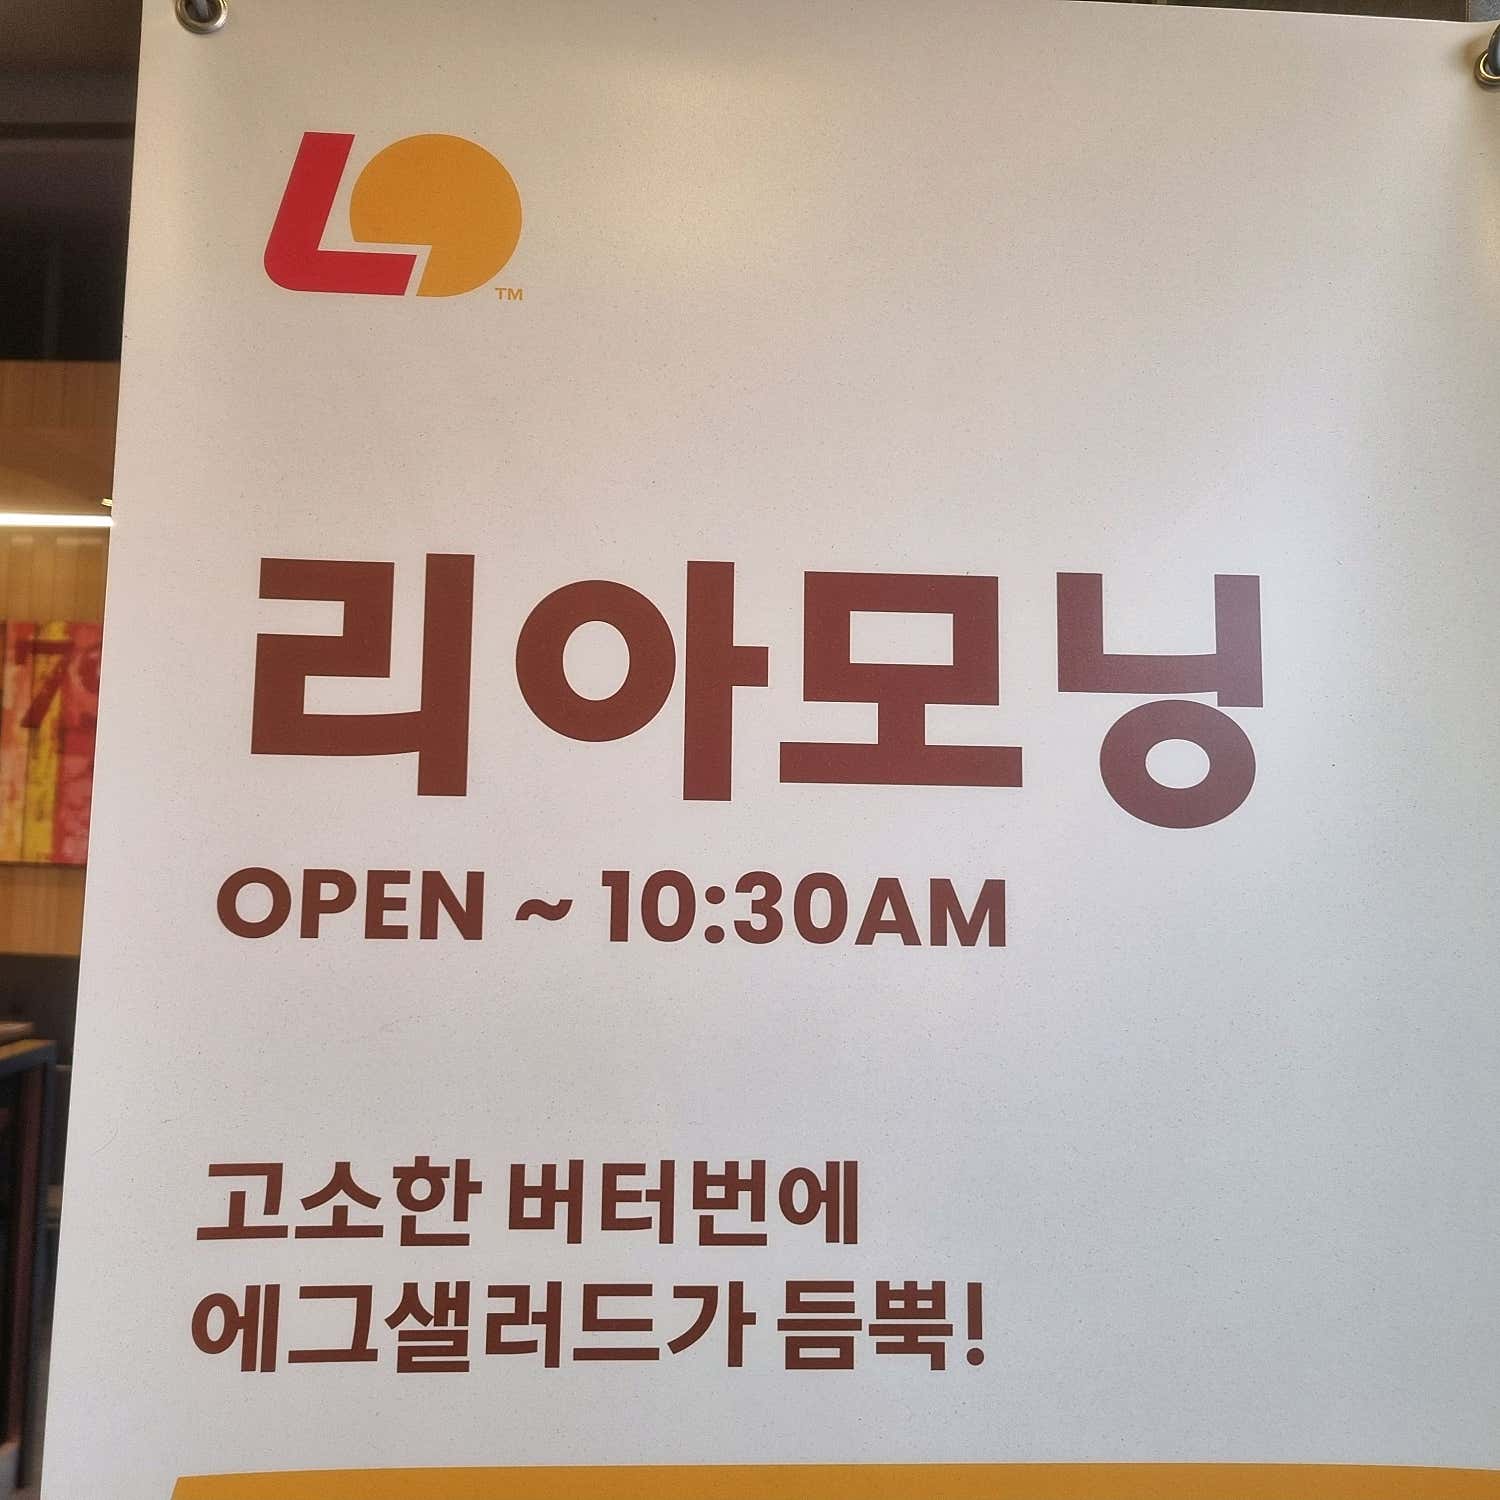 L
TM
리아모닝
OPEN ~ 10:30AM
고소한 버터번에
에그샐러드가 듬뿍!